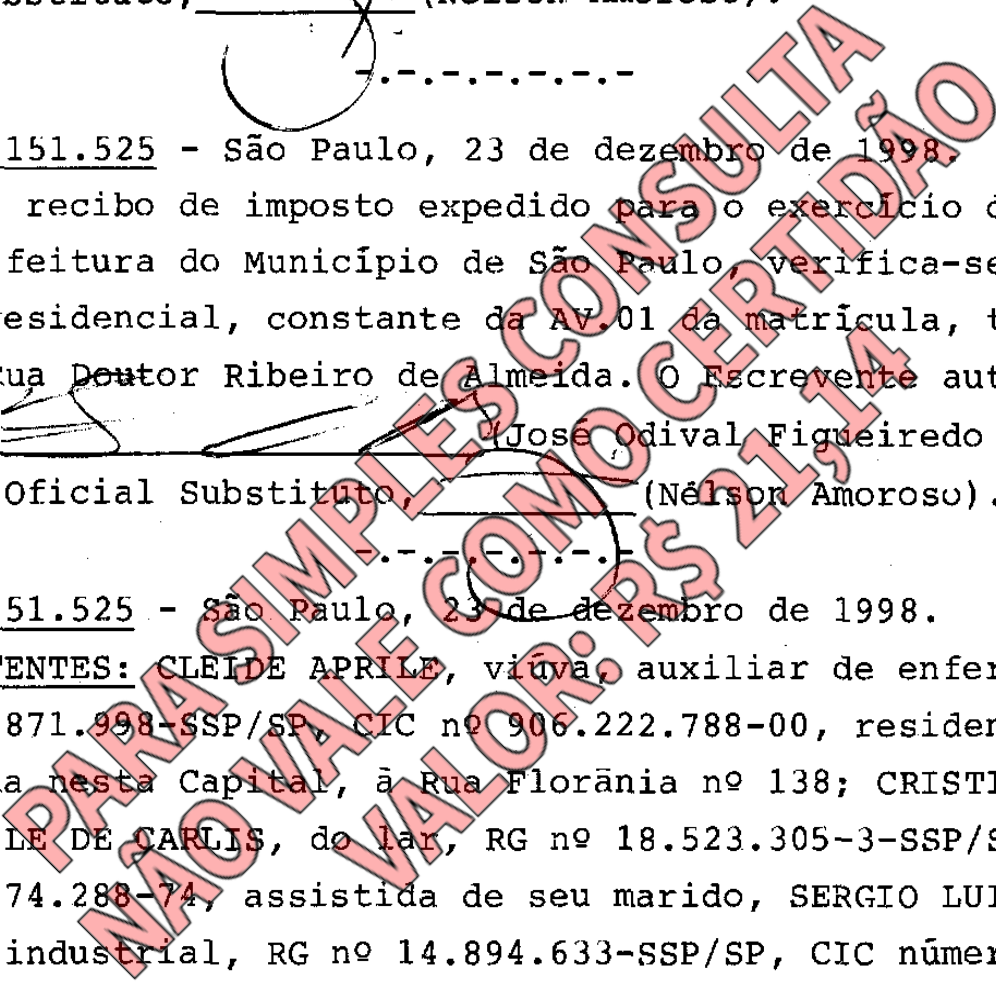 bstituto, (Nelson Amoroso).
-.-.-.-.-.-.-
151.525 - São Paulo, 23 de dezembro de 1998.
recibo de imposto expedido para o exercício
feitura do Município de São Paulo, verifica-se
residencial, constante da AV.01 da matrícula, t
Rua Doutor Ribeiro de Almeida. O Escrevente aut
(José Odival Figueiredo
Oficial Substituto, (Nélson Amoroso).
-.-.-.-.-.-.-
51.525 - São Paulo, 23 de dezembro de 1998.
TENTES: CLEIDE APRILE, viúva, auxiliar de enfer
871.998-SSP/SP, CIC nº 906.222.788-00, residen
a nesta Capital, à Rua Florânia nº 138; CRISTI
LE DE CARLIS, do lar, RG nº 18.523.305-3-SSP/S
74.288-74, assistida de seu marido, SERGIO LUI
industrial, RG nº 14.894.633-SSP/SP, CIC númer
PARA SIMPLES CONSULTA
NÃO VALE COMO CERTIDÃO
VALOR: R$ 21,14